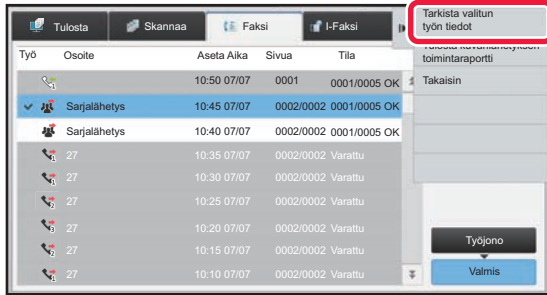 Tulosta Skannaa Faksi I-Faksi
Tarkista valitun
työn tiedot
toimintaraportti
Takaisin
Työ Osoite Aseta Aika Sivua Tila
10:50 07/07 0001 0001/0005 OK
Sarjalähetys 10:45 07/07 0002/0002 0001/0005 OK
Sarjalähetys 10:40 07/07 0002/0002 0001/0005 OK
27 10:35 07/07 0002/0002 Varattu
27 10:30 07/07 0002/0002 Varattu
27 10:25 07/07 0002/0002 Varattu
27 10:20 07/07 0002/0002 Varattu
27 10:15 07/07 0002/0002 Varattu
27 10:10 07/07 0002/0002 Varattu
Työjono
Valmis